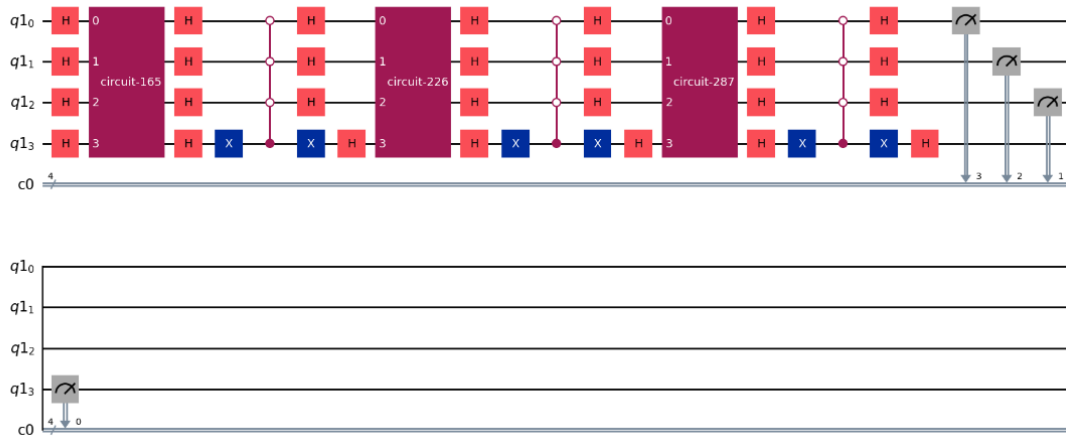 q1₀ H 0 H H 0 H H 0 H H
q1₁ H 1 H H 1 H H 1 H H
circuit-165 circuit-226 circuit-287
q1₂ H 2 H H 2 H H 2 H H
q1₃ H 3 H X X H 3 H X X H 3 H X X H
c0 4 3 2 1
q1₀
q1₁
q1₂
q1₃
c0 4 0